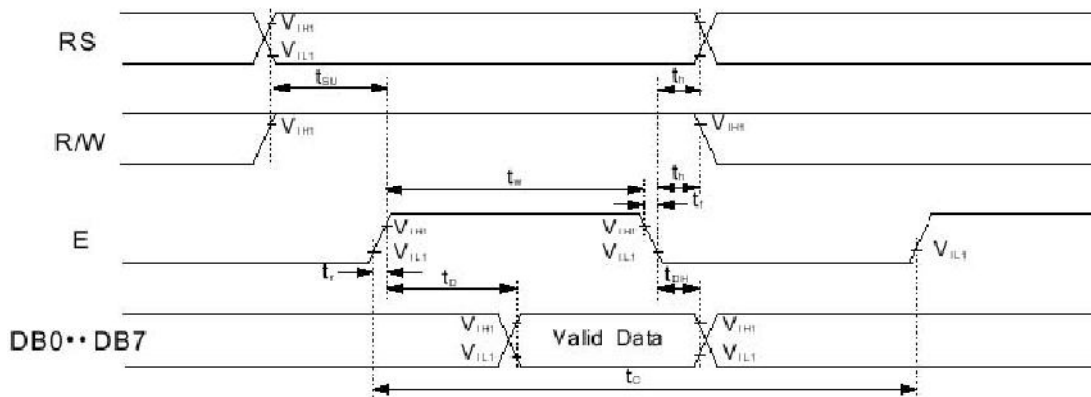 RS
VIH1
VIL1
tSU
th
R/W
VIH1
VIH1
tw
th
tf
E
VIH1
VIH1
VIL1
VIL1
VIL1
tr
tD
tDH
DB0••DB7
VIH1
Valid Data
VIH1
VIL1
VIL1
tC